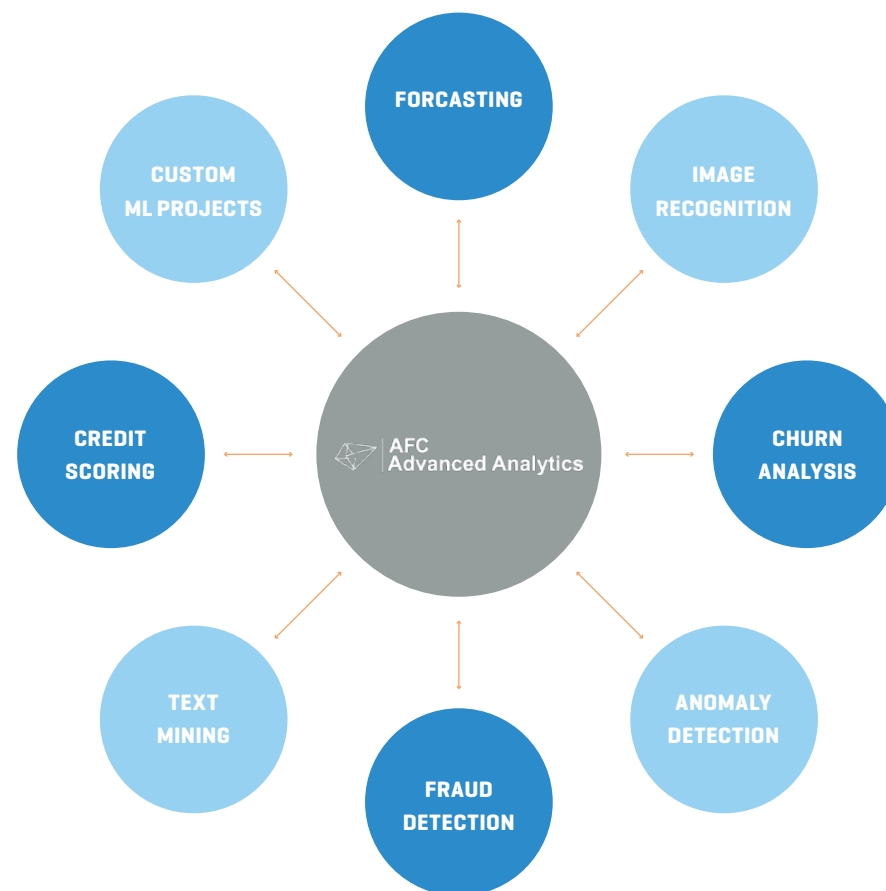 FORCASTING
CUSTOM
ML PROJECTS
IMAGE
RECOGNITION
CREDIT
SCORING
AFC
Advanced Analytics
CHURN
ANALYSIS
TEXT
MINING
ANOMALY
DETECTION
FRAUD
DETECTION